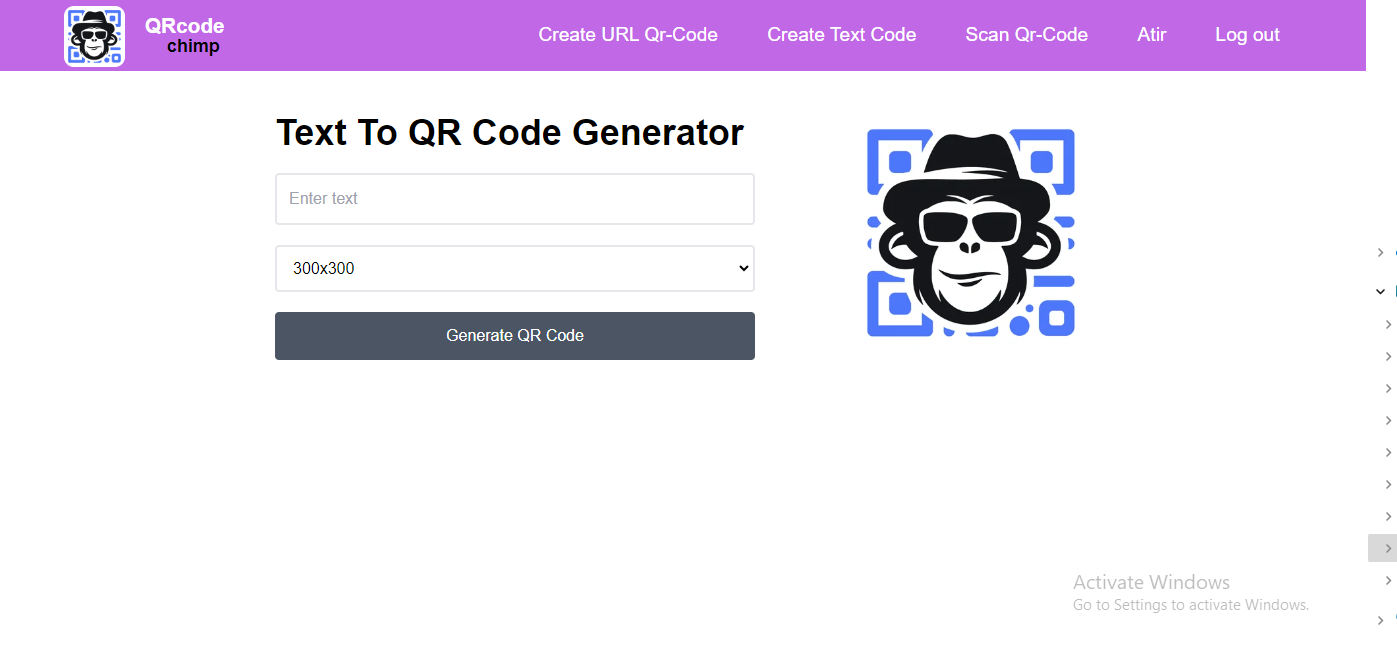 QRcode
chimp
Create URL Qr-Code
Create Text Code
Scan Qr-Code
Atir
Log out
Text To QR Code Generator
Enter text
300x300
Generate QR Code
Activate Windows
Go to Settings to activate Windows.